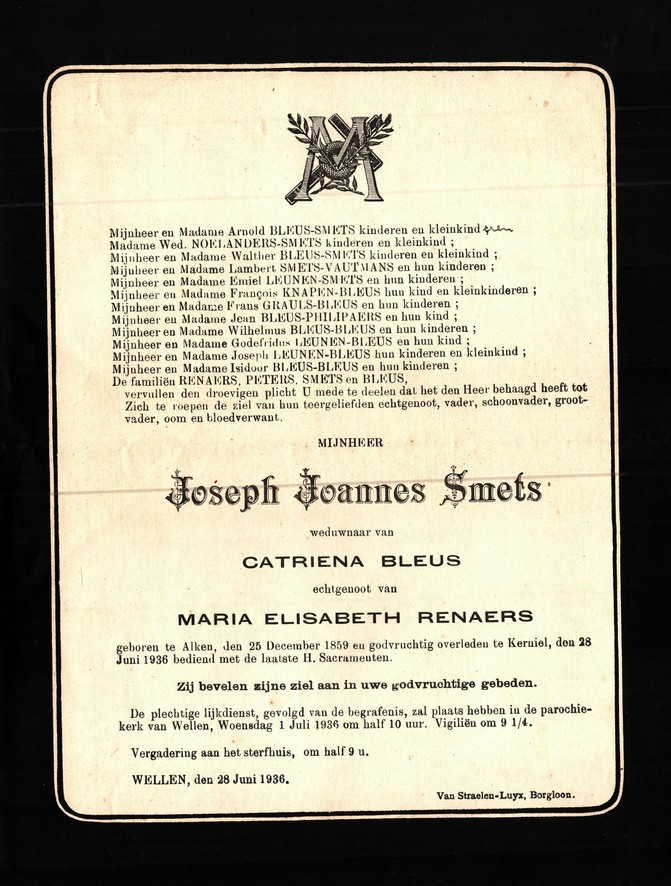 M
Mijnheer en Madame Arnold BLEUS-SMETS kinderen en kleinkind eren
Madame Wed. NOELANDERS-SMETS kinderen en kleinkind ;
Mijnheer en Madame Walther BLEUS-SMETS kinderen en kleinkind ;
Mijnheer en Madame Lambert SMETS-VAUTMANS en hun kinderen ;
Mijnheer en Madame Emiel LEUNEN-SMETS en hun kinderen ;
Mijnheer en Madame François KNAPEN-BLEUS hun kind en kleinkinderen ;
Mijnheer en Madame Frans GRAULS-BLEUS en hun kinderen ;
Mijnheer en Madame Jean BLEUS-PHILIPAERS en hun kind ;
Mijnheer en Madame Wilhelmus BLEUS-BLEUS en hun kinderen ;
Mijnheer en Madame Godefridus LEUNEN-BLEUS en hun kind ;
Mijnheer en Madame Joseph LEUNEN-BLEUS hun kinderen en kleinkind ;
Mijnheer en Madame Isidoor BLEUS-BLEUS en hun kinderen ;
De familiën RENAERS, PETERS, SMETS en BLEUS,
vervullen den droevigen plicht U mede te deelen dat het den Heer behaagd heeft tot
Zich te roepen de ziel van hun teergeliefden echtgenoot, vader, schoonvader, groot-
vader, oom en bloedverwant.
MIJNHEER
Joseph Joannes Smets
weduwnaar van
CATRIENA BLEUS
echtgenoot van
MARIA ELISABETH RENAERS
geboren te Alken, den 25 December 1859 en godvruchtig overleden te Kerniel, den 28
Juni 1936 bediend met de laatste H. Sacramenten.
Zij bevelen zijne ziel aan in uwe godvruchtige gebeden.
De plechtige lijkdienst, gevolgd van de begrafenis, zal plaats hebben in de parochie-
kerk van Wellen, Woensdag 1 Juli 1936 om half 10 uur. Vigiliën om 9 1/4.
Vergadering aan het sterfhuis, om half 9 u.
WELLEN, den 28 Juni 1936.
Van Straelen-Luyx, Borgloon.